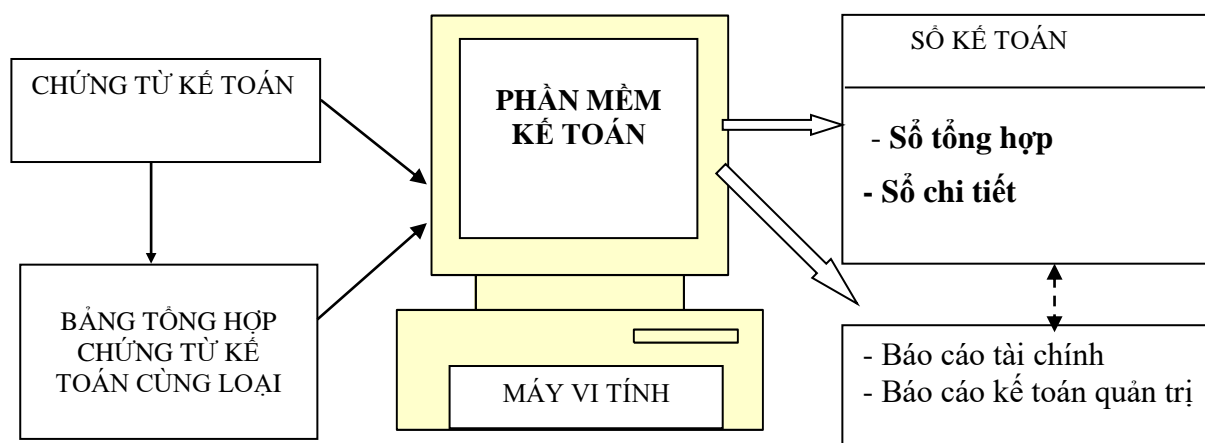 CHỨNG TỪ KẾ TOÁN
BẢNG TỔNG HỢP
CHỨNG TỪ KẾ
TOÁN CÙNG LOẠI
PHẦN MỀM
KẾ TOÁN
MÁY VI TÍNH
SỔ KẾ TOÁN
- Sổ tổng hợp
- Sổ chi tiết
- Báo cáo tài chính
- Báo cáo kế toán quản trị